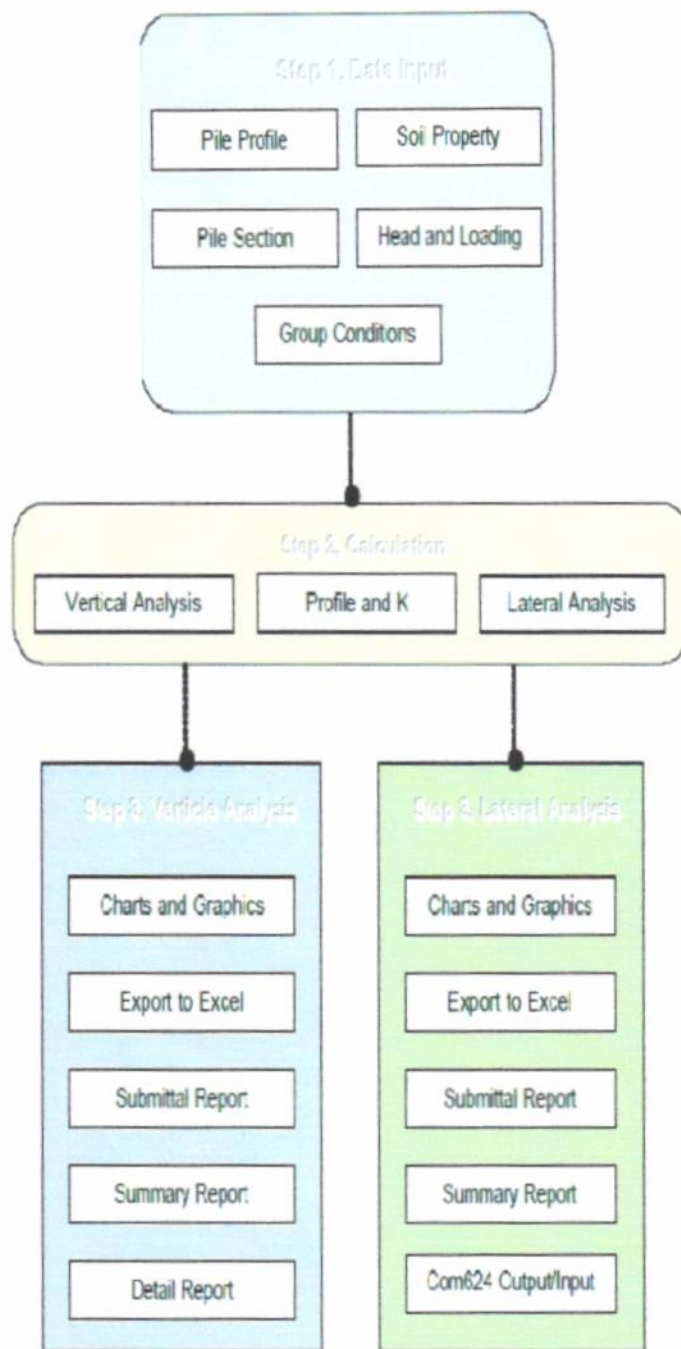 Step 1, Data Input
Pile Profile
Soil Property
Pile Section
Head and Loading
Group Conditions
Step 2, Calculation
Vertical Analysis
Profile and K
Lateral Analysis
Step 3, Verticle Analysis
Charts and Graphics
Export to Excel
Submittal Report
Summary Report
Detail Report
Step 3, Lateral Analysis
Charts and Graphics
Export to Excel
Submittal Report
Summary Report
Com624 Output/Input